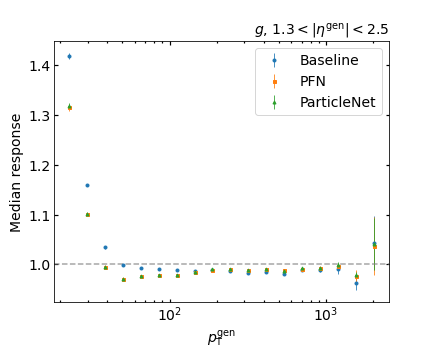 g, 1.3 < |η^gen| < 2.5
Median response
1.4
1.3
1.2
1.1
1.0
Baseline
PFN
ParticleNet
10^2
10^3
p_T^gen